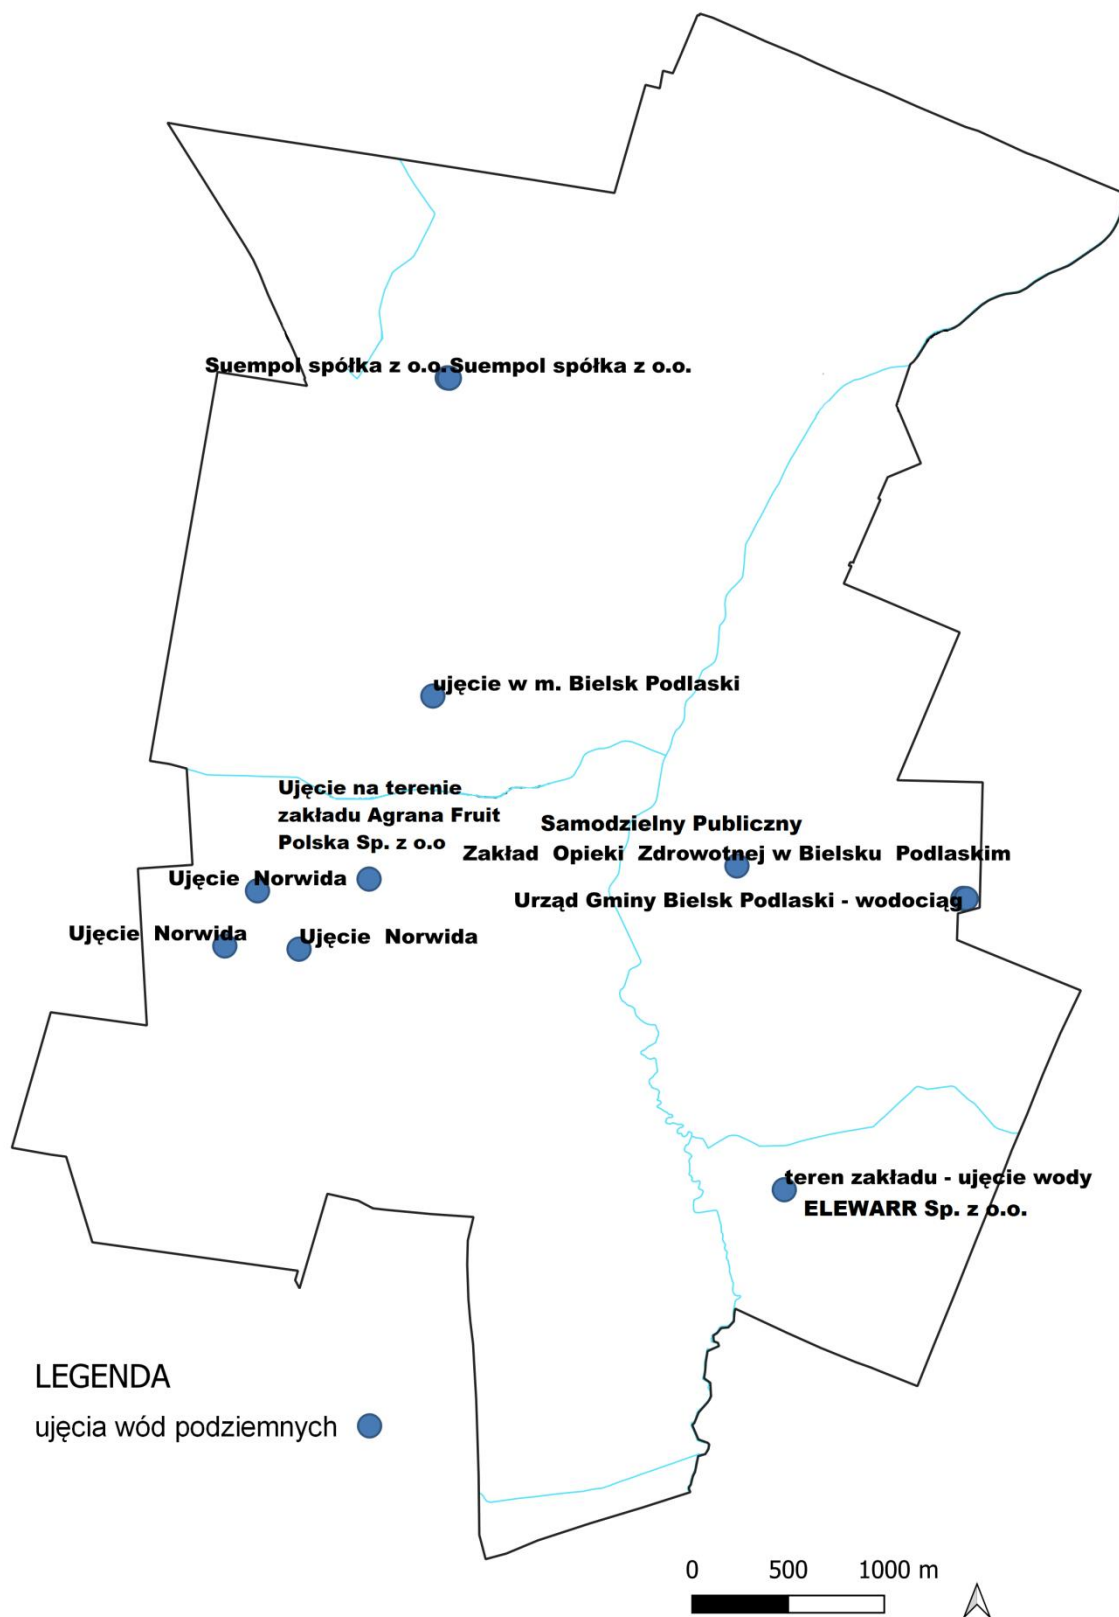 Suempol spółka z o.o. Suempol spółka z o.o.
ujęcie w m. Bielsk Podlaski
Ujęcie na terenie
zakładu Agrana Fruit
Polska Sp. z o.o
Samodzielny Publiczny
Zakład Opieki Zdrowotnej w Bielsku Podlaskim
Ujęcie Norwida
Urząd Gminy Bielsk Podlaski - wodociąg
Ujęcie Norwida
Ujęcie Norwida
teren zakładu - ujęcie wody
ELEWARR Sp. z o.o.
LEGENDA
ujęcia wód podziemnych
0 500 1000 m